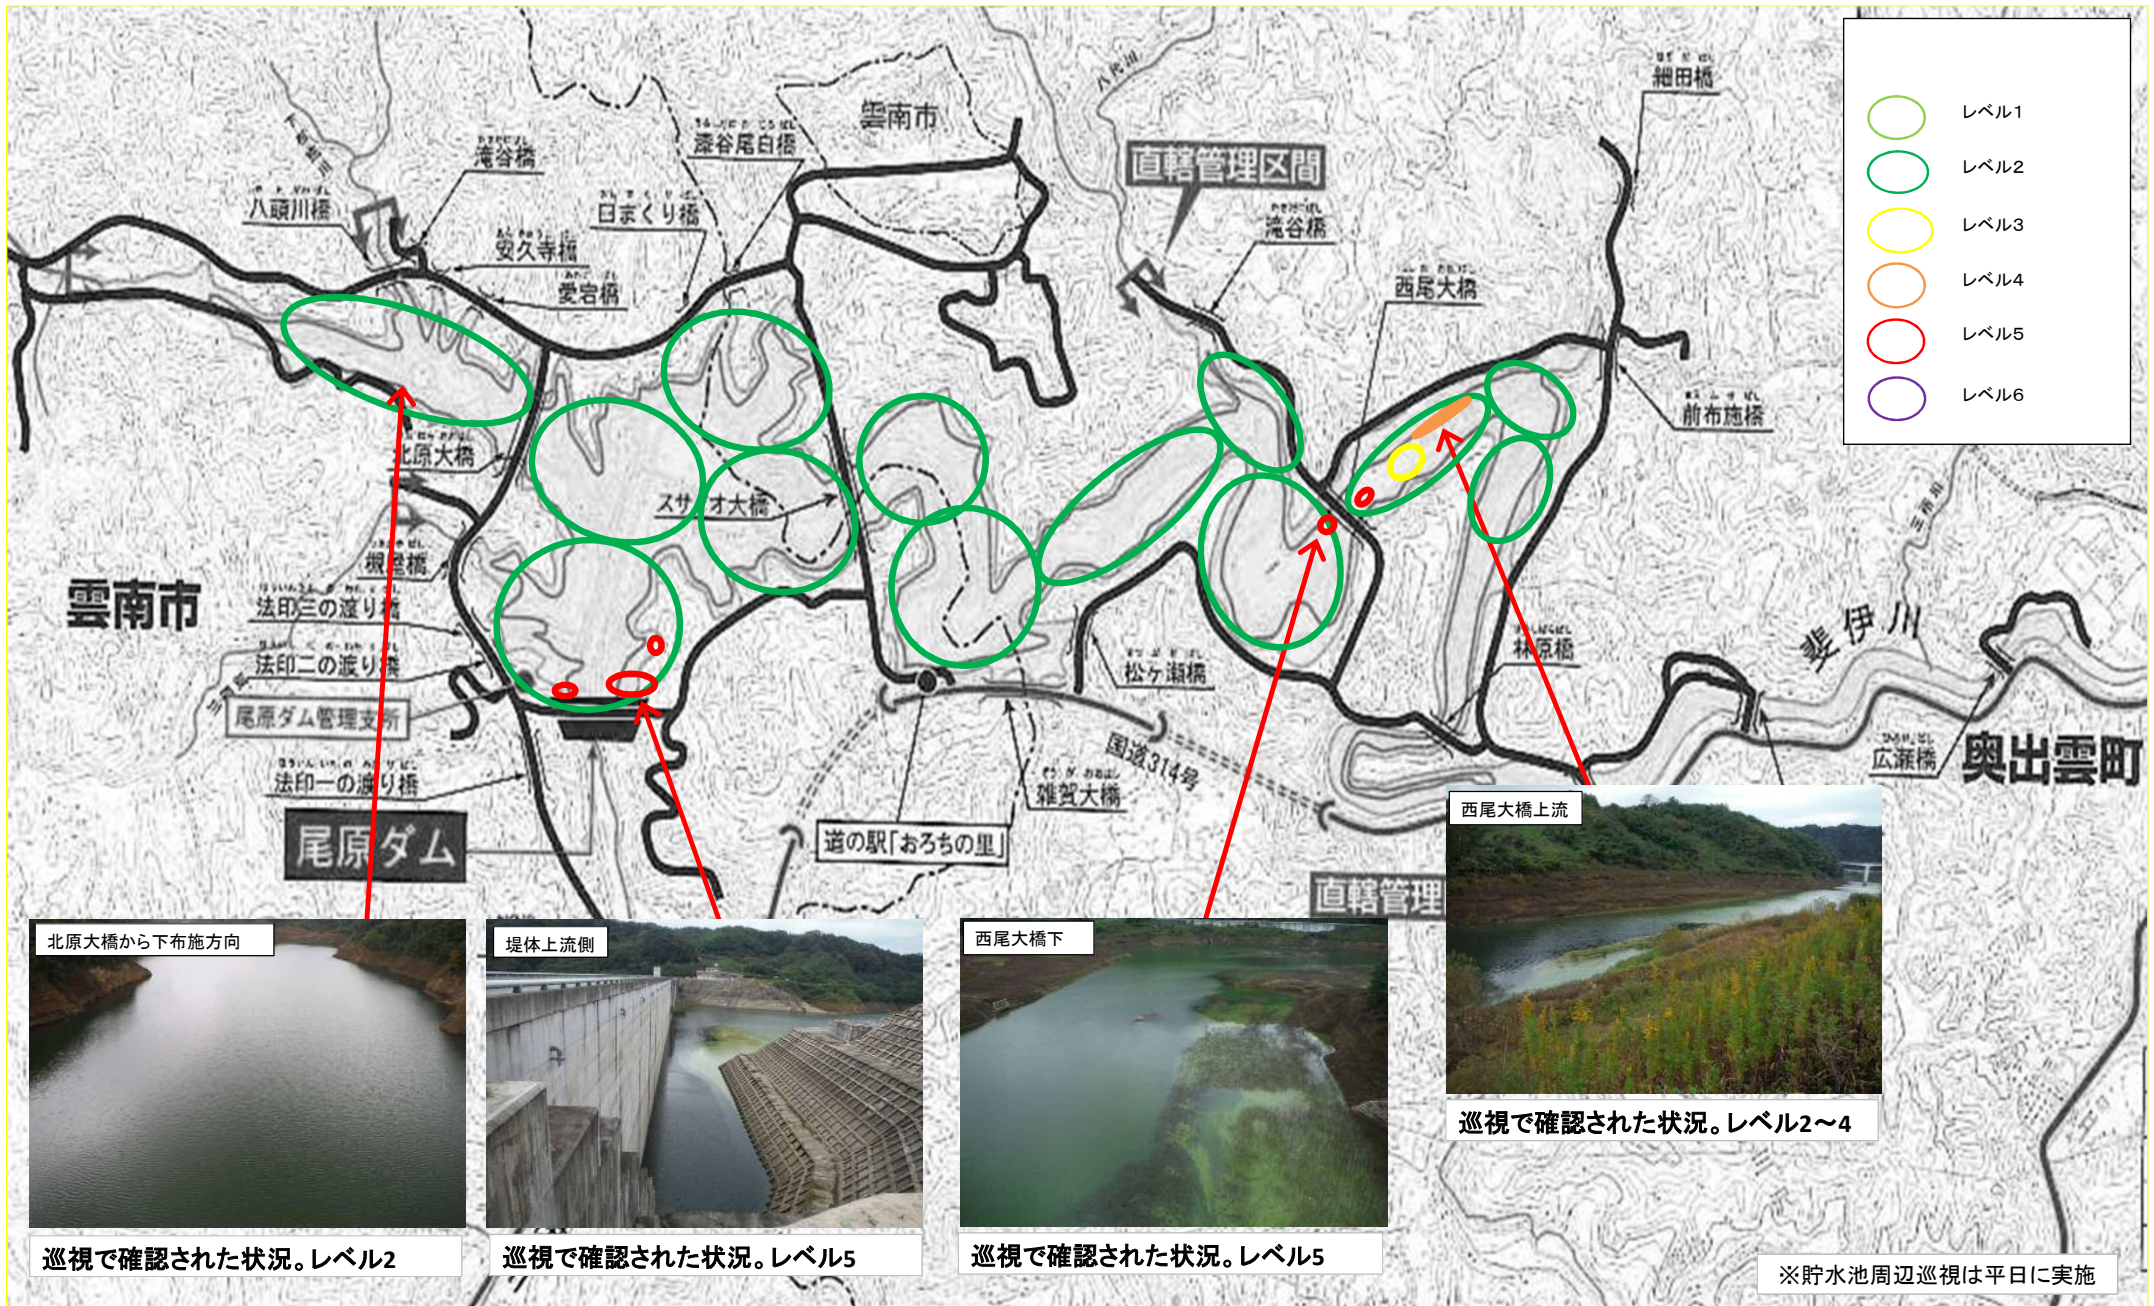 レベル1
レベル2
レベル3
レベル4
レベル5
レベル6
細田橋
八代川
雲南市
漆谷尾白橋
滝谷橋
直轄管理区間
八頭川橋
日まくり橋
滝谷橋
安久寺橋
愛宕橋
西尾大橋
前布施橋
北原大橋
スサノオ大橋
槻屋橋
雲南市
法印三の渡り橋
法印二の渡り橋
尾原ダム管理支所
法印一の渡り橋
尾原ダム
松ヶ瀬橋
林原橋
斐伊川
国道314号
雑賀大橋
広瀬橋
奥出雲町
道の駅「おろちの里」
直轄管理
西尾大橋上流
巡視で確認された状況。レベル2～4
北原大橋から下布施方向
堤体上流側
西尾大橋下
巡視で確認された状況。レベル2
巡視で確認された状況。レベル5
巡視で確認された状況。レベル5
※貯水池周辺巡視は平日に実施